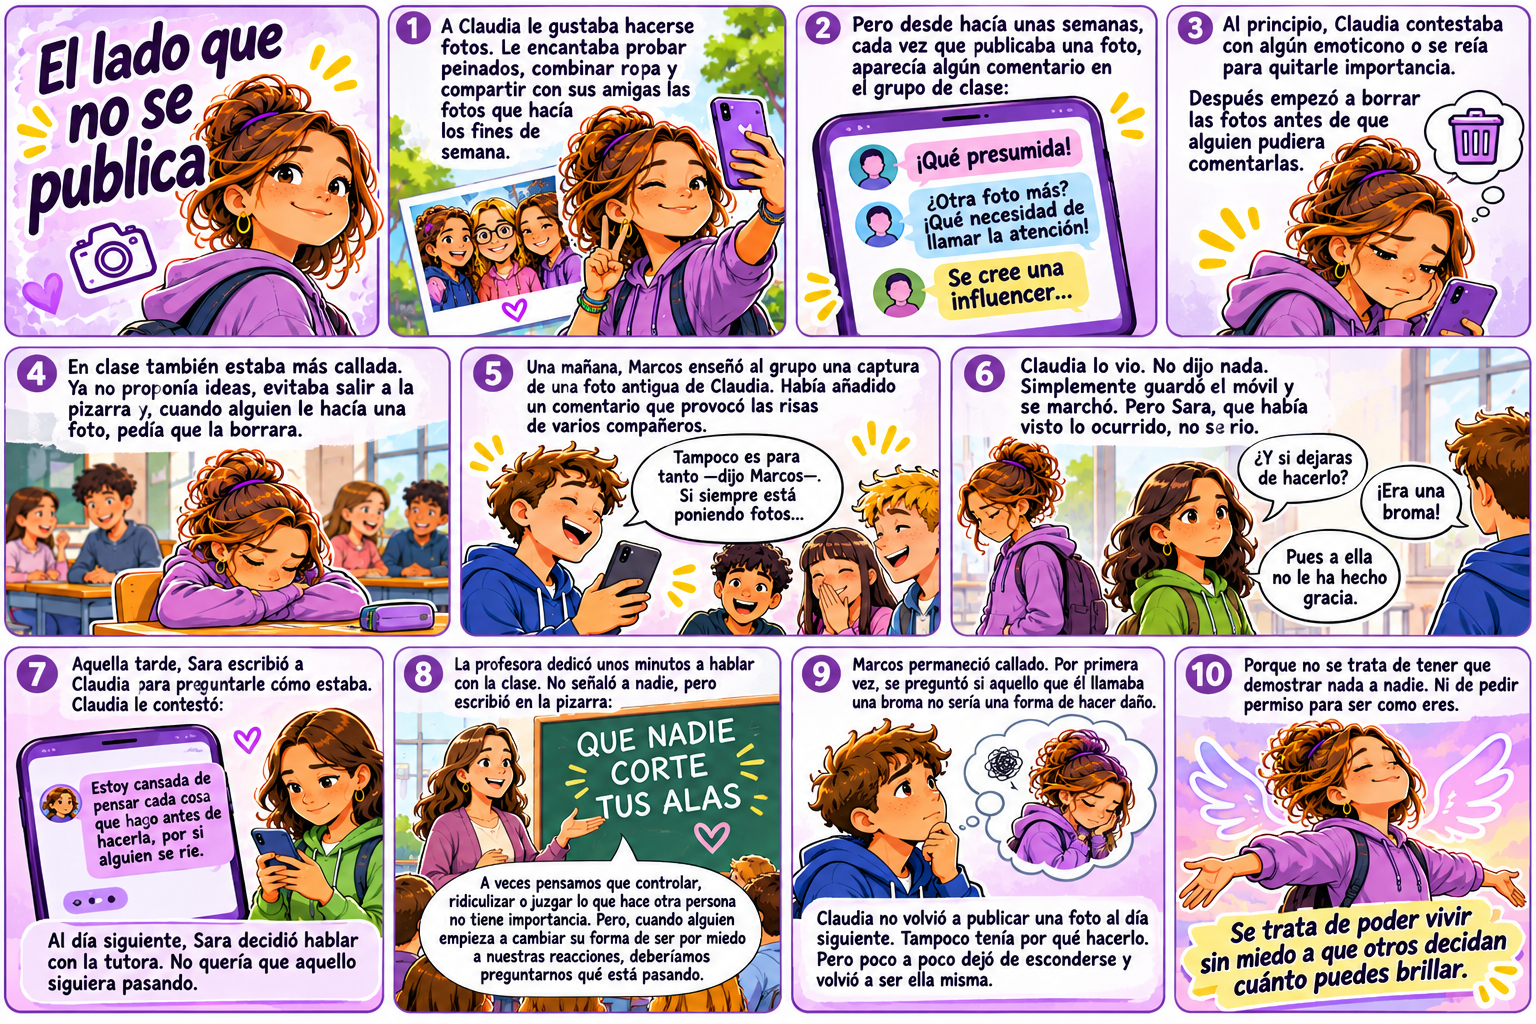 El lado que
no se
publica
1
A Claudia le gustaba hacerse
fotos. Le encantaba probar
peinados, combinar ropa y
compartir con sus amigas las
fotos que hacía
los fines de
semana.
2
Pero desde hacía unas semanas,
cada vez que publicaba una foto,
aparecía algún comentario en
el grupo de clase:
¡Qué presumida!
¿Otra foto más?
¡Qué necesidad de
llamar la atención!
Se cree una
influencer...
3
Al principio, Claudia contestaba
con algún emoticono o se reía
para quitarle importancia.
Después empezó a borrar
las fotos antes de que
alguien pudiera
comentarlas.
4
En clase también estaba más callada.
Ya no proponía ideas, evitaba salir a la
pizarra y, cuando alguien le hacía una
foto, pedía que la borrara.
5
Una mañana, Marcos enseñó al grupo una captura
de una foto antigua de Claudia. Había añadido
un comentario que provocó las risas
de varios compañeros.
Tampoco es para
tanto —dijo Marcos—.
Si siempre está
poniendo fotos...
6
Claudia lo vio. No dijo nada.
Simplemente guardó el móvil y
se marchó. Pero Sara, que había
visto lo ocurrido, no se rio.
¿Y si dejaras
de hacerlo?
¡Era una
broma!
Pues a ella
no le ha hecho
gracia.
7
Aquella tarde, Sara escribió a
Claudia para preguntarle cómo estaba.
Claudia le contestó:
Estoy cansada de
pensar cada cosa
que hago antes de
hacerla, por si
alguien se ríe.
Al día siguiente, Sara decidió hablar
con la tutora. No quería que aquello
siguiera pasando.
8
La profesora dedicó unos minutos a hablar
con la clase. No señaló a nadie, pero
escribió en la pizarra:
QUE NADIE
CORTE
TUS ALAS
A veces pensamos que controlar,
ridiculizar o juzgar lo que hace otra persona
no tiene importancia. Pero, cuando alguien
empieza a cambiar su forma de ser por miedo
a nuestras reacciones, deberíamos
preguntarnos qué está pasando.
9
Marcos permaneció callado. Por primera
vez, se preguntó si aquello que él llamaba
una broma no sería una forma de hacer daño.
Claudia no volvió a publicar una foto al día
siguiente. Tampoco tenía por qué hacerlo.
Pero poco a poco dejó de esconderse y
volvió a ser ella misma.
10
Porque no se trata de tener que
demostrar nada a nadie. Ni de pedir
permiso para ser como eres.
Se trata de poder vivir
sin miedo a que otros decidan
cuánto puedes brillar.